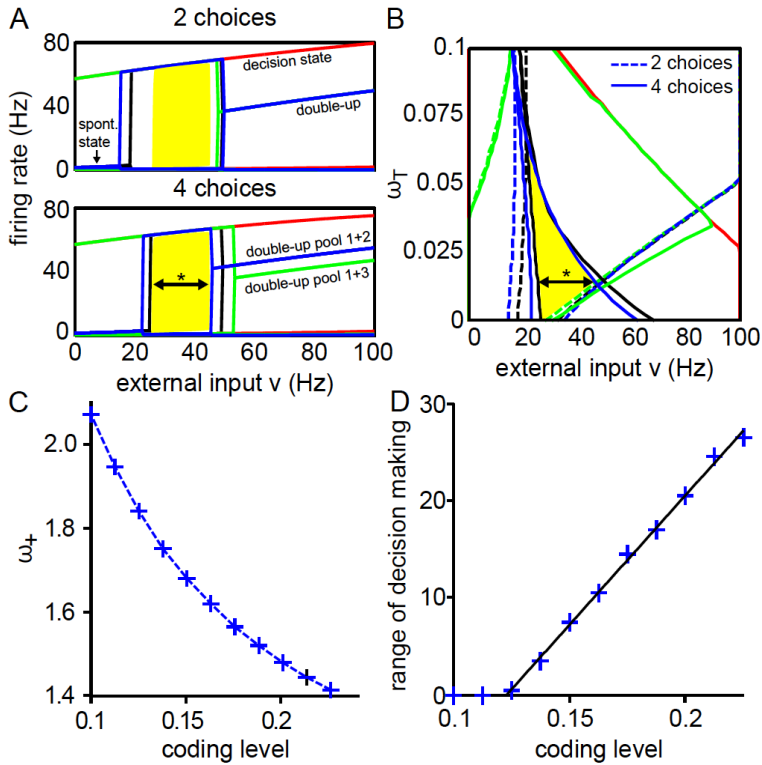 A
2 choices
80
40
0
decision state
double-up
spont.
state
firing rate (Hz)
4 choices
80
40
0
*
double-up pool 1+2
double-up pool 1+3
0 20 40 60 80 100
external input v (Hz)
B
0.1
0.075
0.05
0.025
0
ωT
2 choices
4 choices
*
0 20 40 60 80 100
external input v (Hz)
C
2.0
1.8
1.6
1.4
ω+
0.1 0.15 0.2
coding level
D
30
20
10
0
range of decision making
0.1 0.15 0.2
coding level